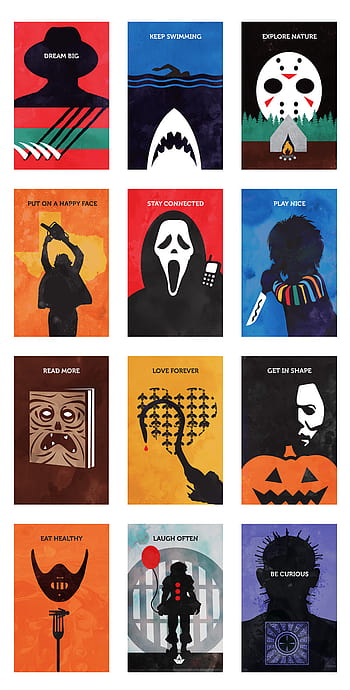 DREAM BIG
KEEP SWIMMING
EXPLORE NATURE
PUT ON A HAPPY FACE
STAY CONNECTED
PLAY NICE
READ MORE
LOVE FOREVER
GET IN SHAPE
EAT HEALTHY
LAUGH OFTEN
BE CURIOUS